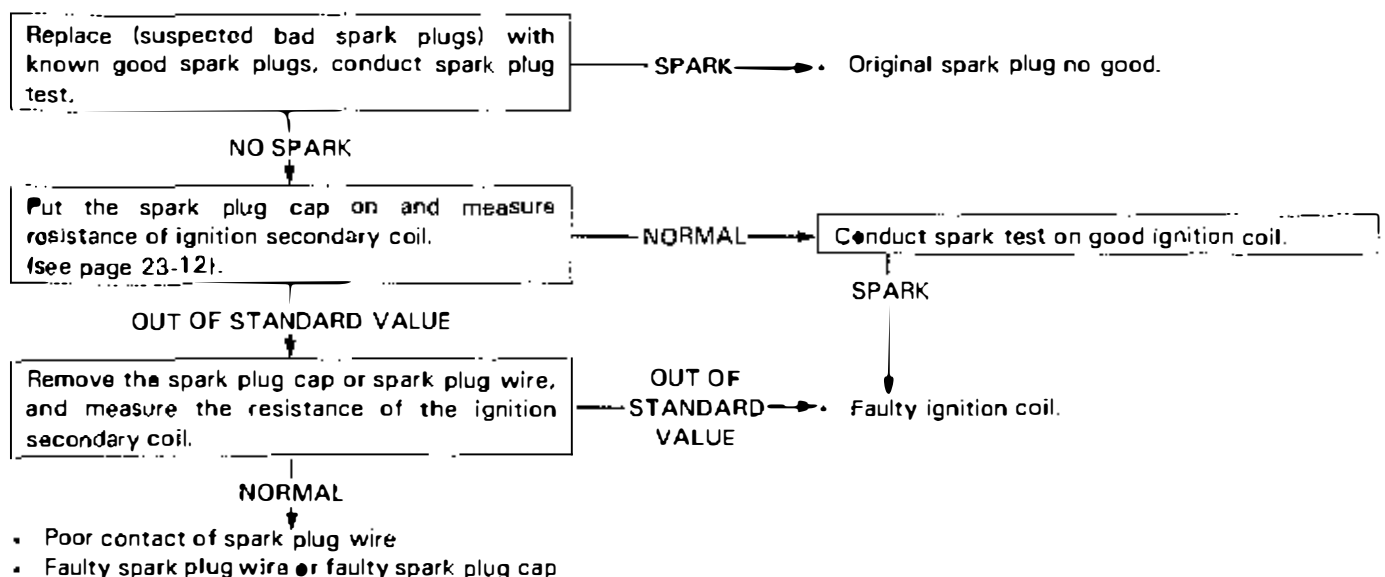 Replace (suspected bad spark plugs) with
known good spark plugs, conduct spark plug
test.
SPARK
• Original spark plug no good.
NO SPARK
Put the spark plug cap on and measure
resistance of ignition secondary coil.
(see page 23-12).
NORMAL
Conduct spark test on good ignition coil.
SPARK
OUT OF STANDARD VALUE
Remove the spark plug cap or spark plug wire,
and measure the resistance of the ignition
secondary coil.
OUT OF
STANDARD
VALUE
• Faulty ignition coil.
NORMAL
• Poor contact of spark plug wire
• Faulty spark plug wire or faulty spark plug cap